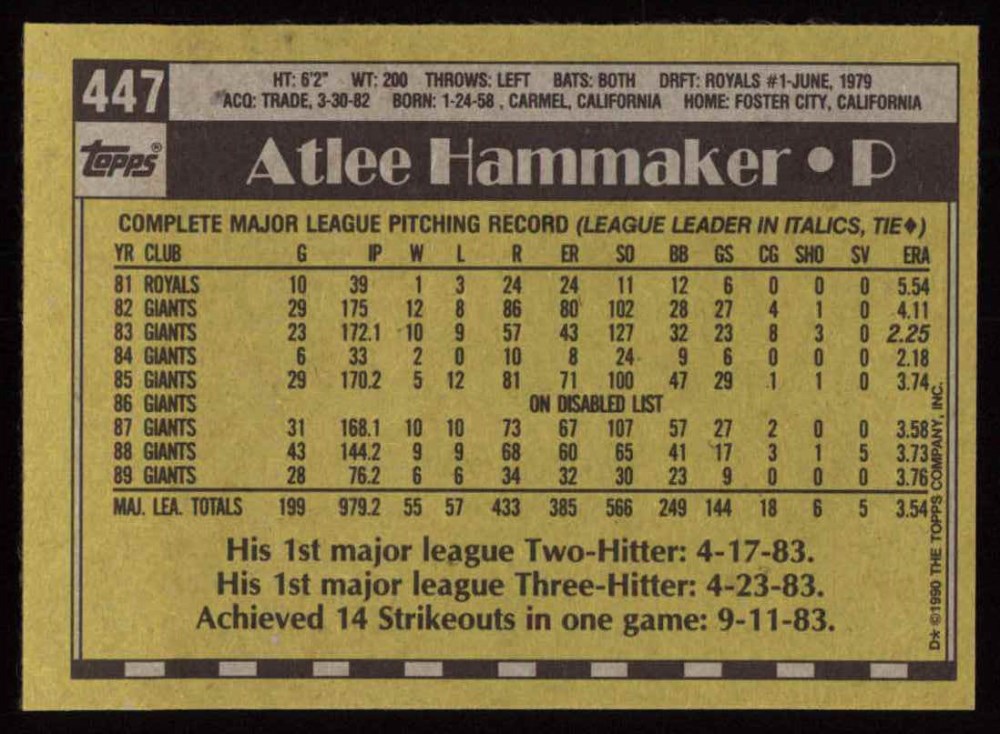 447
HT: 6'2" WT: 200 THROWS: LEFT BATS: BOTH DRFT: ROYALS #1-JUNE, 1979
ACQ: TRADE, 3-30-82 BORN: 1-24-58 , CARMEL, CALIFORNIA HOME: FOSTER CITY, CALIFORNIA
topps®
Atlee Hammaker • P
COMPLETE MAJOR LEAGUE PITCHING RECORD (LEAGUE LEADER IN ITALICS, TIE♦)
YR CLUB G IP W L R ER SO BB GS CG SHO SV ERA
81 ROYALS 10 39 1 3 24 24 11 12 6 0 0 0 5.54
82 GIANTS 29 175 12 8 86 80 102 28 27 4 1 0 4.11
83 GIANTS 23 172.1 10 9 57 43 127 32 23 8 3 0 2.25
84 GIANTS 6 33 2 0 10 8 24 9 6 0 0 0 2.18
85 GIANTS 29 170.2 5 12 81 71 100 47 29 1 1 0 3.74
86 GIANTS ON DISABLED LIST
87 GIANTS 31 168.1 10 10 73 67 107 57 27 2 0 0 3.58
88 GIANTS 43 144.2 9 9 68 60 65 41 17 3 1 5 3.73
89 GIANTS 28 76.2 6 6 34 32 30 23 9 0 0 0 3.76
MAJ. LEA. TOTALS 199 979.2 55 57 433 385 566 249 144 18 6 5 3.54
His 1st major league Two-Hitter: 4-17-83.
His 1st major league Three-Hitter: 4-23-83.
Achieved 14 Strikeouts in one game: 9-11-83.
D* ©1990 THE TOPPS COMPANY, INC.